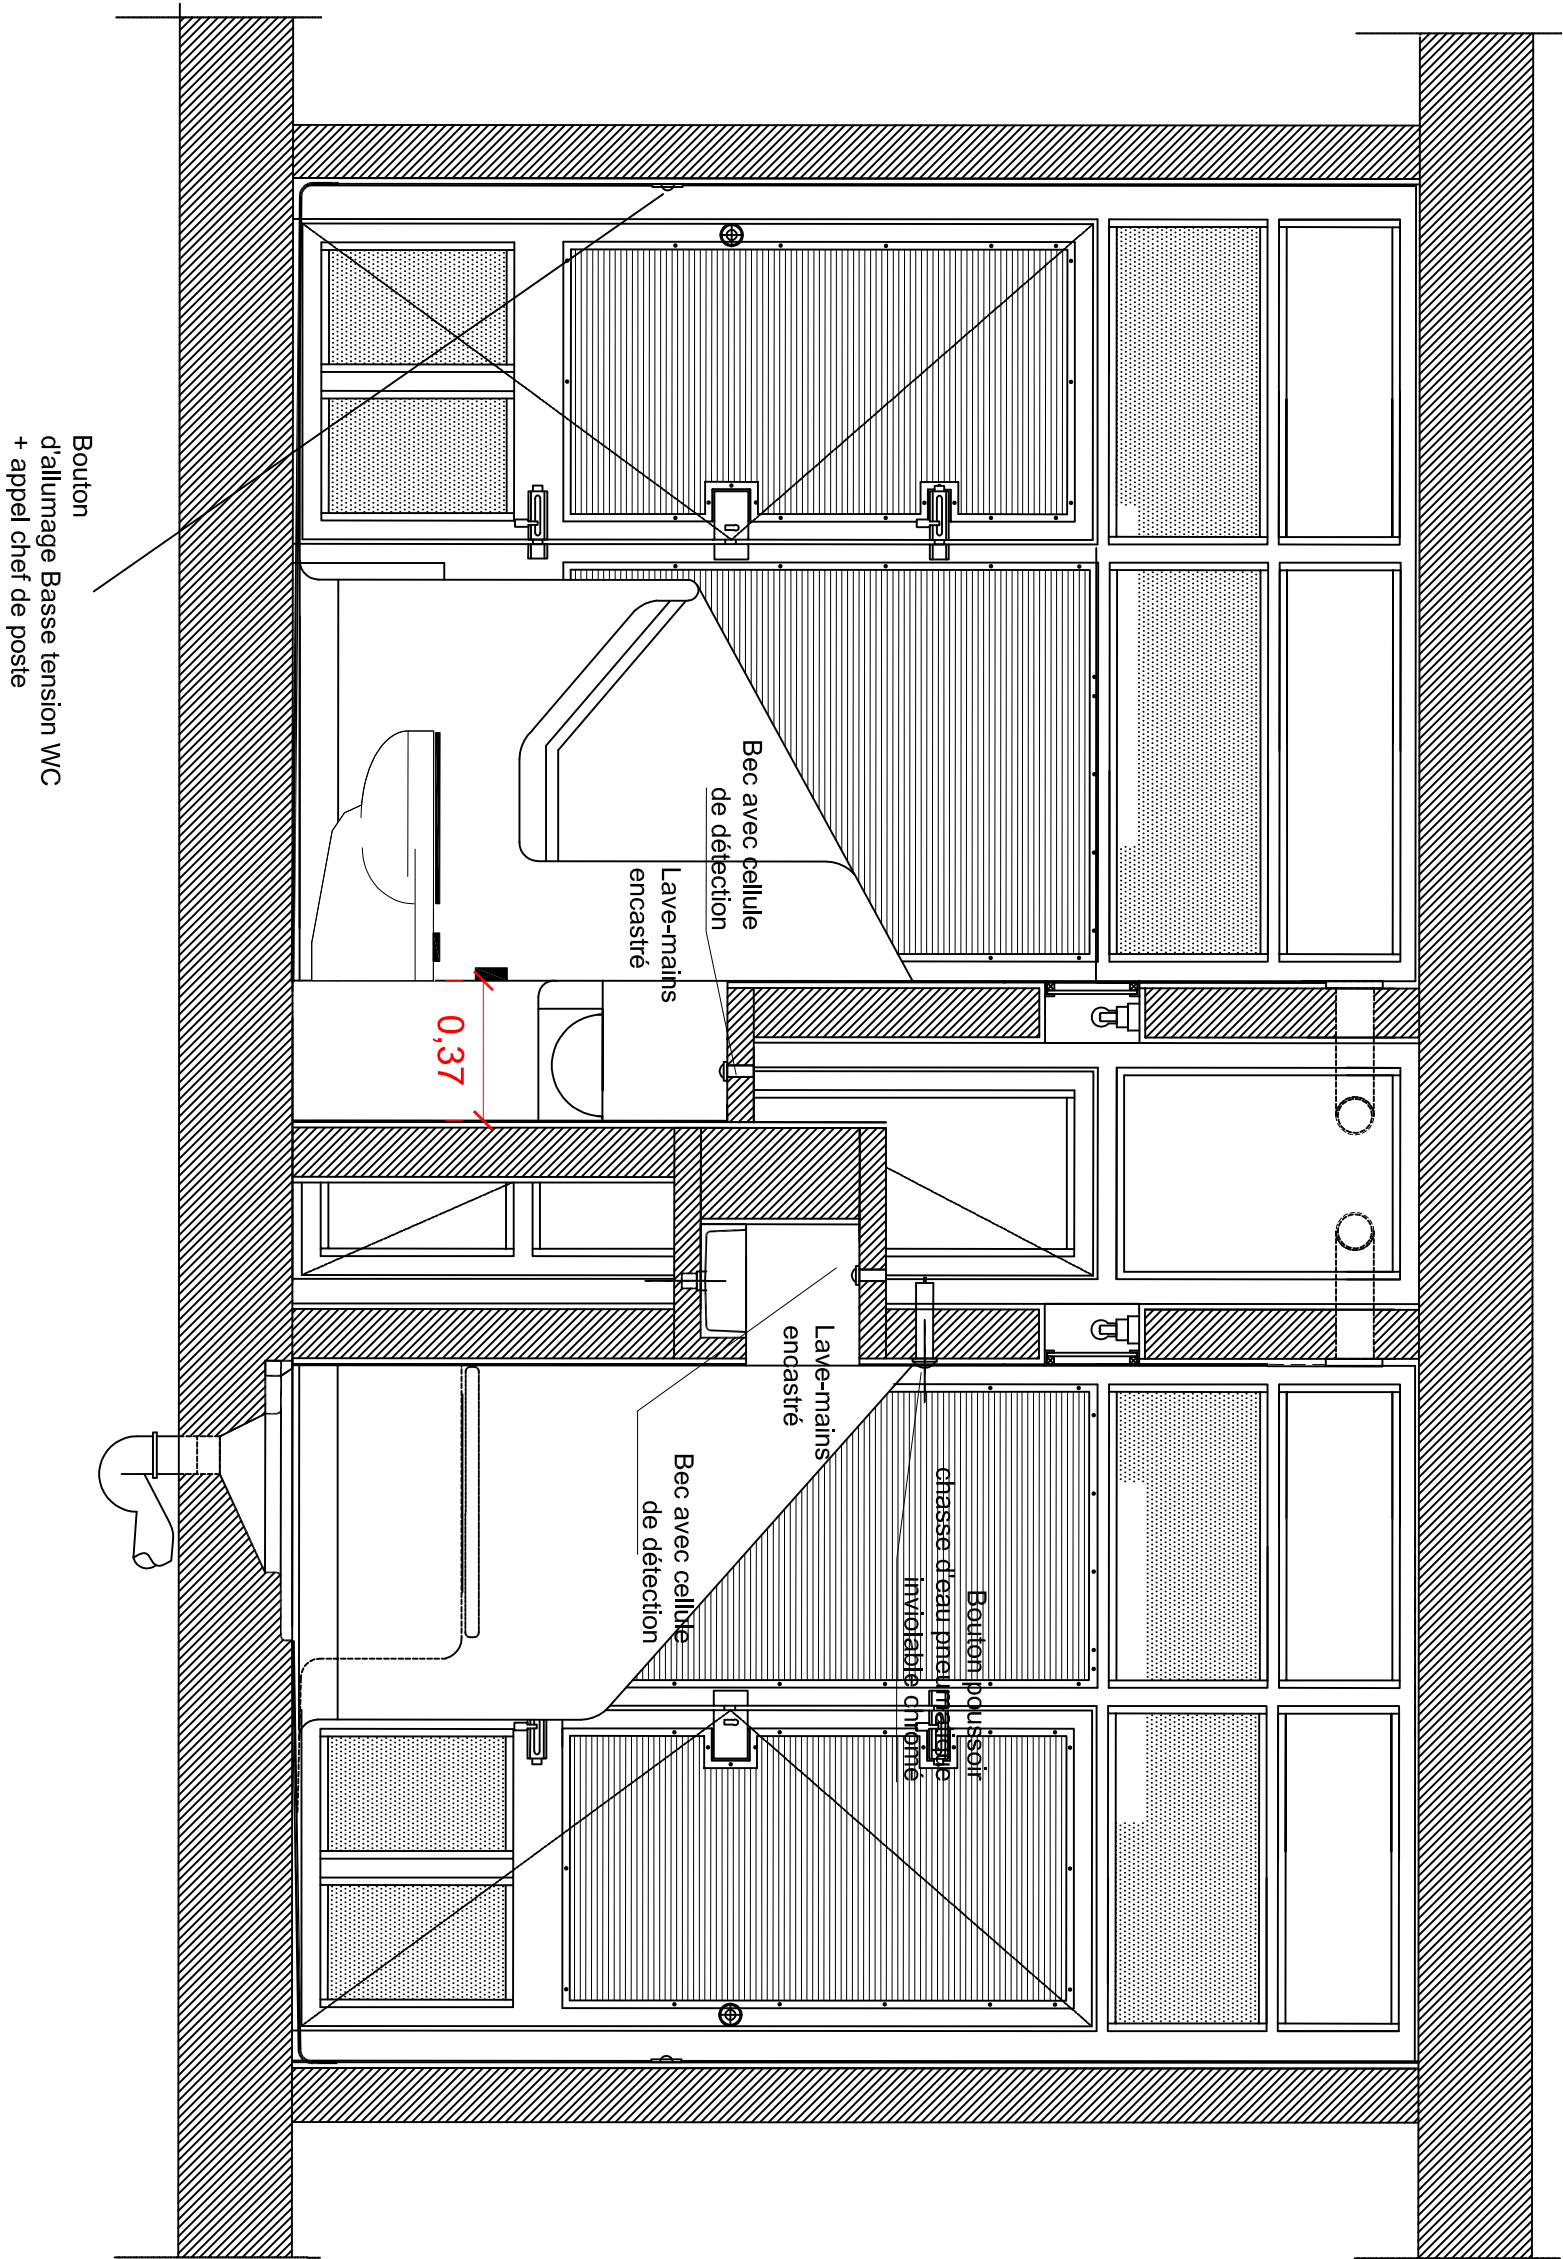 Bouton
d'allumage Basse tension WC
+ appel chef de poste
Bec avec cellule
de détection
Lave-mains
encastré
0,37
Lave-mains
encastré
Bec avec cellule
de détection
Bouton poussoir
chasse d'eau pneumatique
inviolable chromé